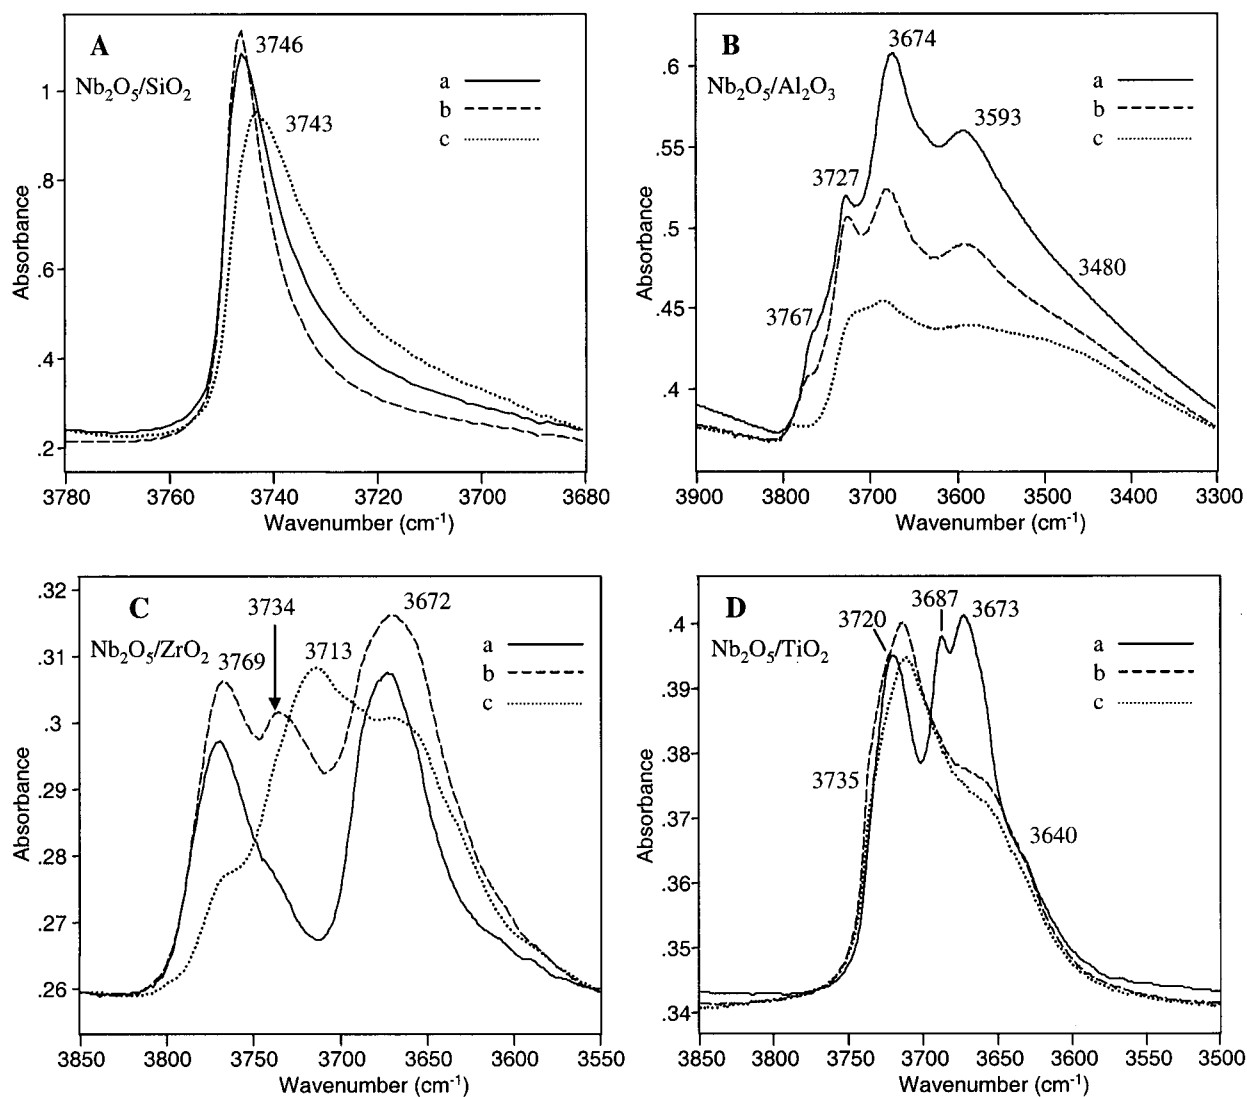 A
Nb2O5/SiO2
3746
3743
a
b
c
1
.8
.6
.4
.2
Absorbance
3780 3760 3740 3720 3700 3680
Wavenumber (cm-1)
B
Nb2O5/Al2O3
3674
3593
3727
3767
3480
a
b
c
.6
.55
.5
.45
.4
Absorbance
3900 3800 3700 3600 3500 3400 3300
Wavenumber (cm-1)
C
Nb2O5/ZrO2
3734
3672
3769
3713
a
b
c
.32
.31
.3
.29
.28
.27
.26
Absorbance
3850 3800 3750 3700 3650 3600 3550
Wavenumber (cm-1)
D
Nb2O5/TiO2
3687
3673
3720
3735
3640
a
b
c
.4
.39
.38
.37
.36
.35
.34
Absorbance
3850 3800 3750 3700 3650 3600 3550 3500
Wavenumber (cm-1)